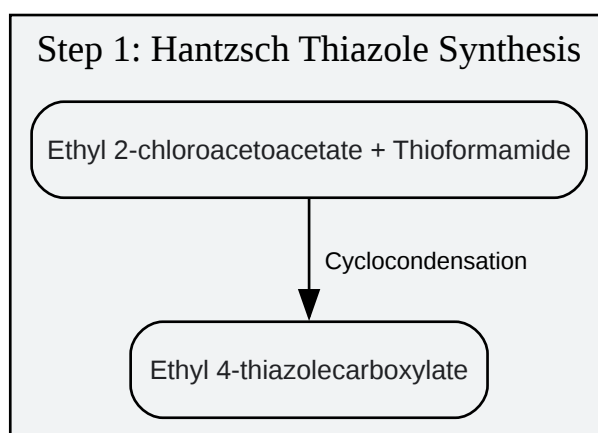 Step 1: Hantzsch Thiazole Synthesis
Ethyl 2-chloroacetoacetate + Thioformamide
Cyclocondensation
Ethyl 4-thiazolecarboxylate